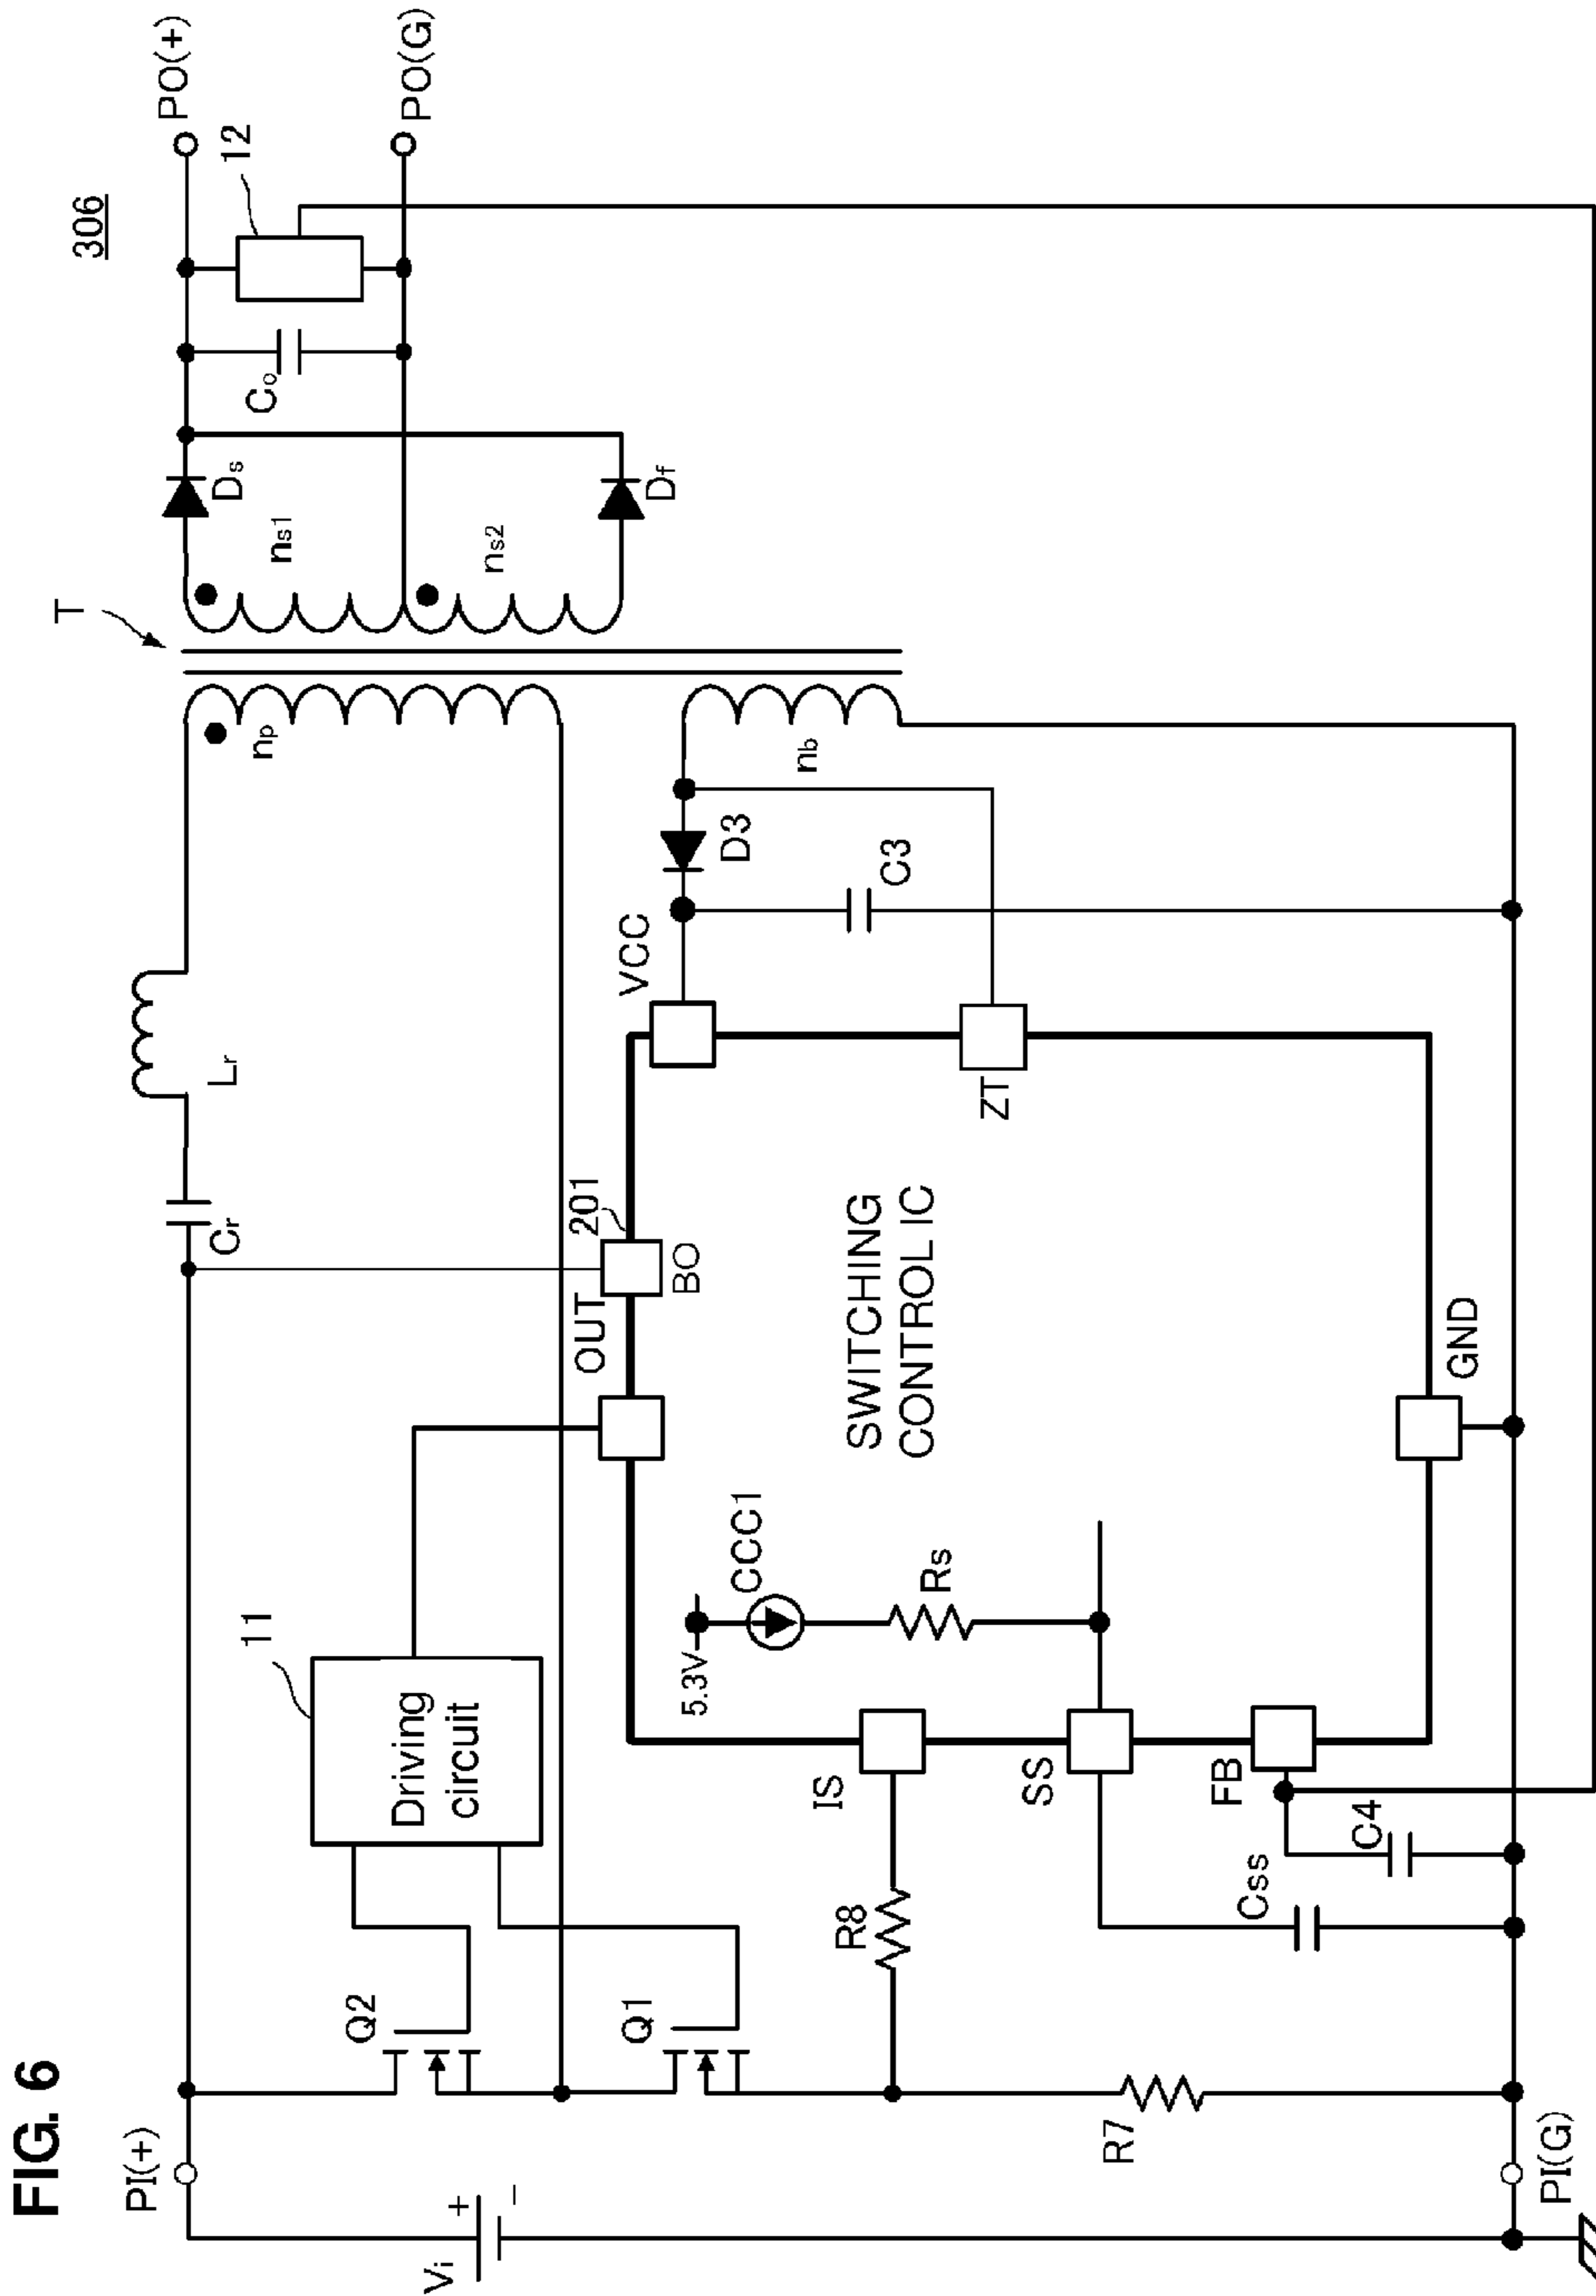 FIG. 6
306
PI(+)
Vi
+
−
PI(G)
Q2
Q1
R7
R8
11
Driving
circuit
Cr
Lr
T
np
ns1
ns2
nb
Ds
Df
Co
12
PO(+)
PO(G)
OUT
BO
201
VCC
D3
C3
ZT
SWITCHING
CONTROL IC
5.3V
CCC1
Rs
IS
SS
FB
GND
Css
C4